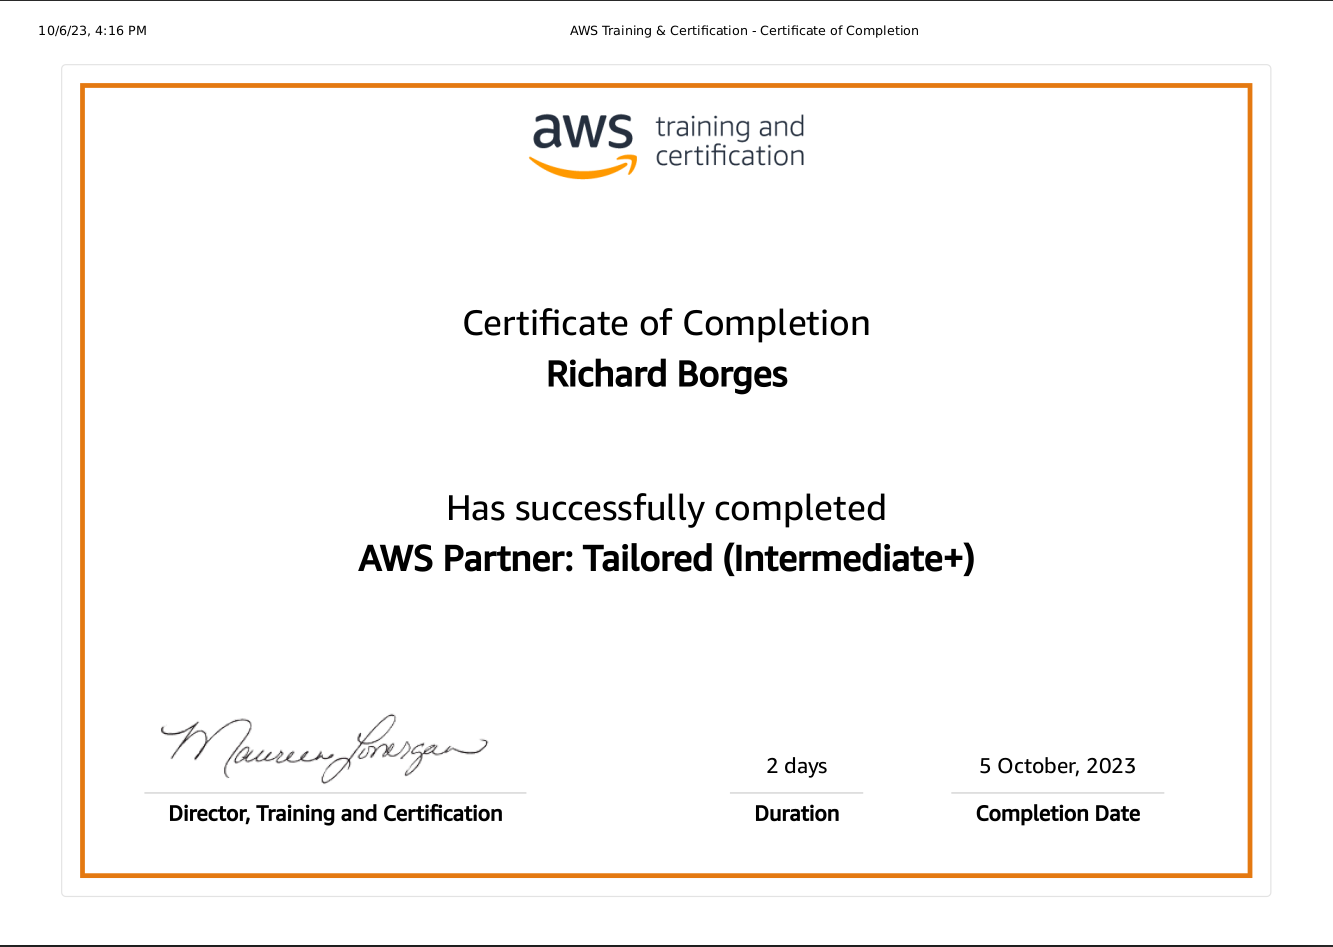 10/6/23, 4:16 PM
AWS Training & Certification - Certificate of Completion
aws training and
certification
Certificate of Completion
Richard Borges
Has successfully completed
AWS Partner: Tailored (Intermediate+)
Maureen Lonergan
Director, Training and Certification
2 days
Duration
5 October, 2023
Completion Date